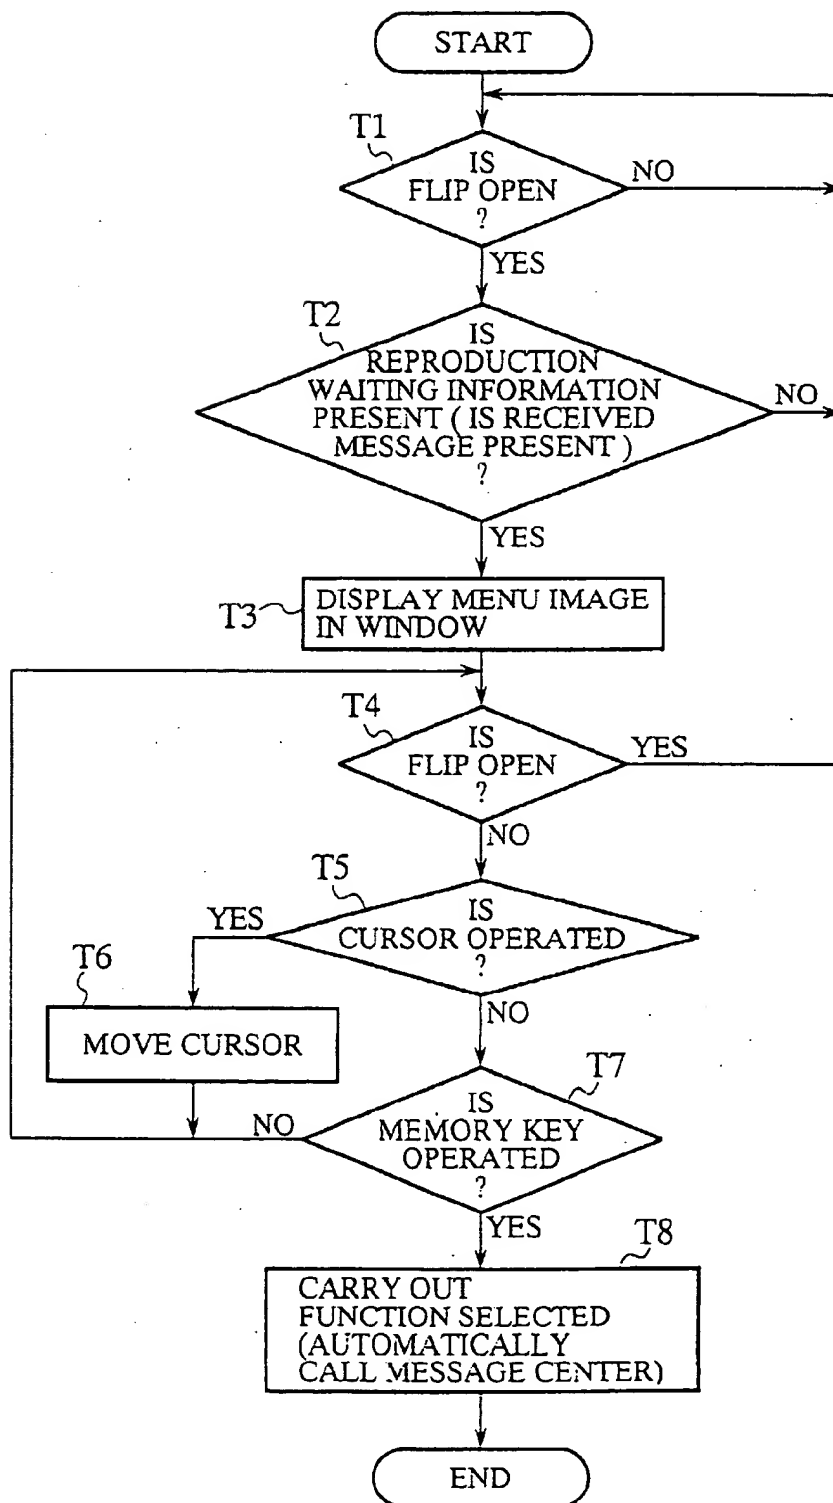 START
T1
IS
FLIP OPEN
?
NO
YES
T2
IS
REPRODUCTION
WAITING INFORMATION
PRESENT ( IS RECEIVED
MESSAGE PRESENT )
?
NO
YES
T3
DISPLAY MENU IMAGE
IN WINDOW
T4
IS
FLIP OPEN
?
YES
NO
T5
IS
CURSOR OPERATED
?
YES
NO
T6
MOVE CURSOR
T7
IS
MEMORY KEY
OPERATED
?
NO
YES
T8
CARRY OUT
FUNCTION SELECTED
(AUTOMATICALLY
CALL MESSAGE CENTER)
END